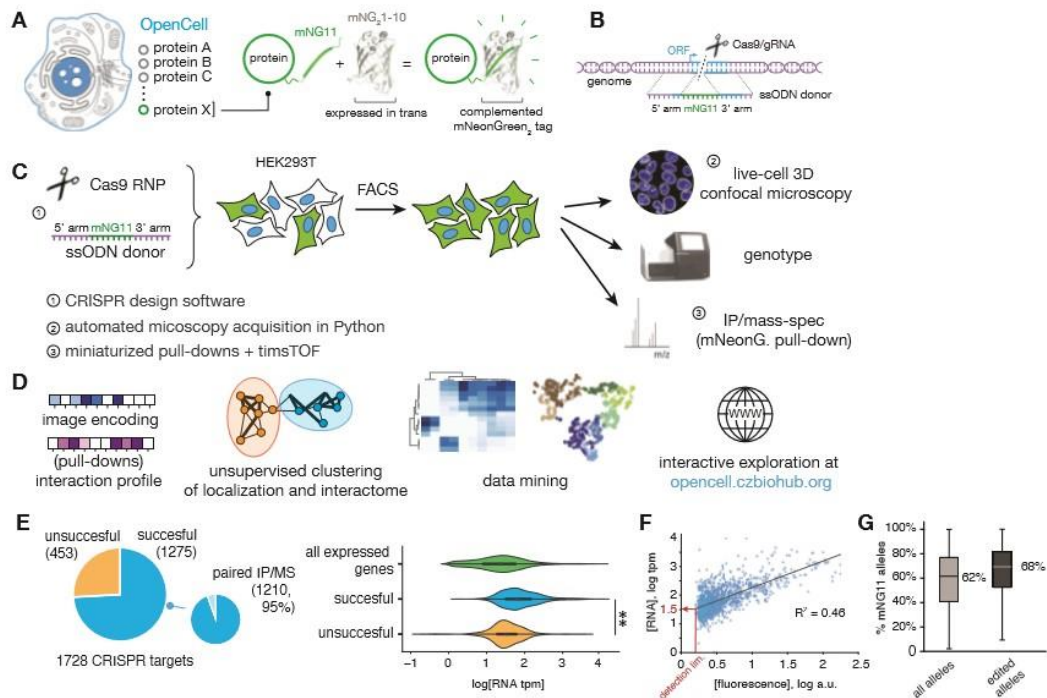 A
OpenCell
protein A
protein B
protein C
protein X]
protein
mNG11
+
mNG₂1-10
=
protein
expressed in trans
complemented
mNeonGreen₂ tag
B
ORF
Cas9/gRNA
genome
ssODN donor
5' arm mNG11 3' arm
C
Cas9 RNP
①
5' arm mNG11 3' arm
ssODN donor
HEK293T
FACS
②
live-cell 3D
confocal microscopy
genotype
③
IP/mass-spec
(mNeonG. pull-down)
m/z
① CRISPR design software
② automated micoscopy acquisition in Python
③ miniaturized pull-downs + timsTOF
D
image encoding
(pull-downs)
interaction profile
unsupervised clustering
of localization and interactome
data mining
WWW
interactive exploration at
opencell.czbiohub.org
E
unsuccesful
(453)
succesful
(1275)
paired IP/MS
(1210,
95%)
1728 CRISPR targets
all expressed
genes
succesful
unsuccesful
**
-1 0 1 2 3 4
log[RNA tpm]
F
[RNA], log tpm
4
3
2
1.5
1
0
R² = 0.46
detection lim.
0 0.5 1.0 1.5 2.0 2.5
[fluorescence], log a.u.
G
% mNG11 alleles
100%
80%
60%
40%
20%
0
62%
68%
all alleles
edited
alleles